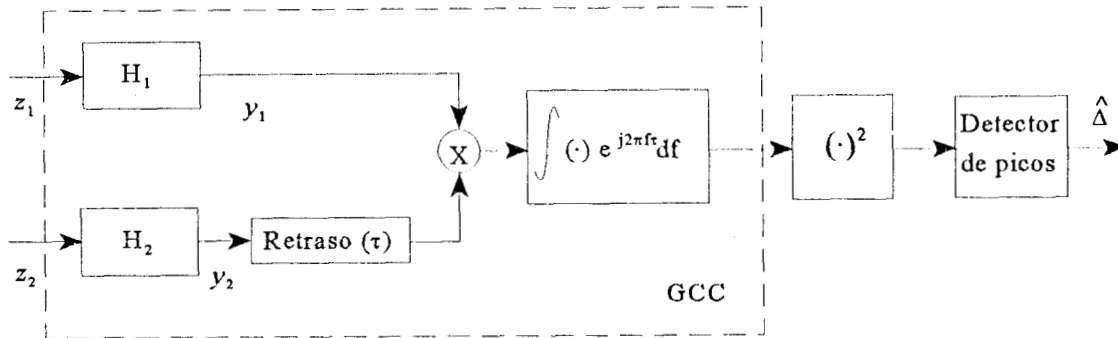 H₁
z₁
y₁
X
∫ (·) e^{j2πfτ}df
(·)²
Detector
de picos
Δ̂
H₂
z₂
y₂
Retraso (τ)
GCC